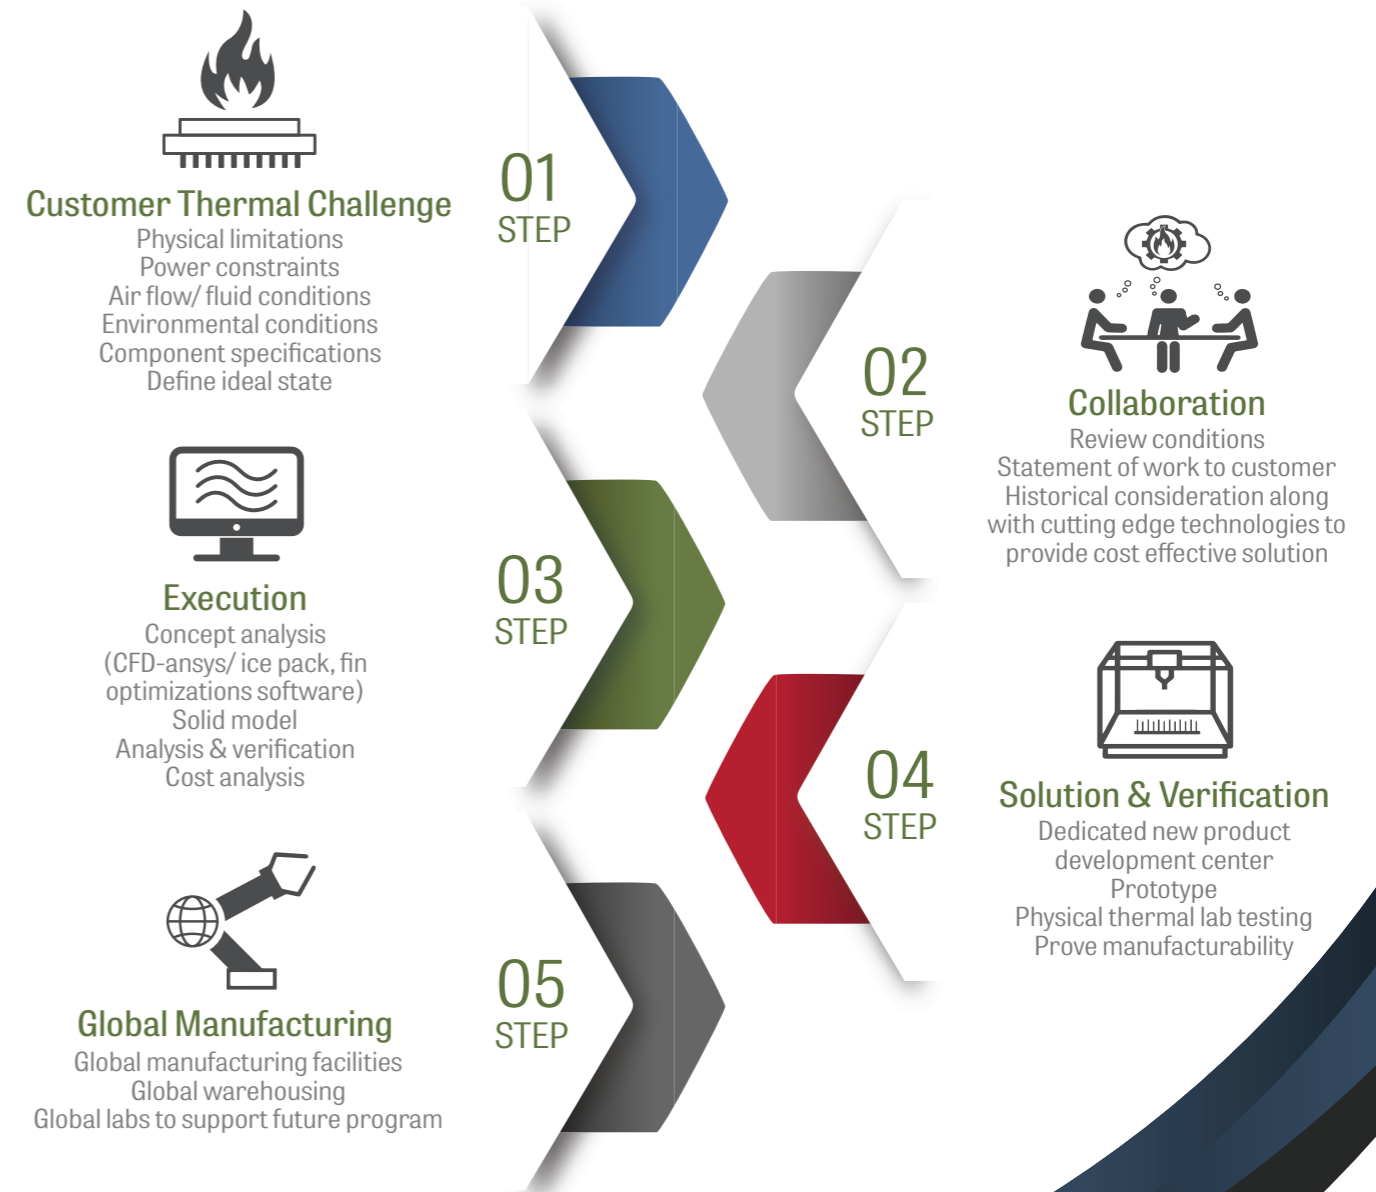 01
STEP
Customer Thermal Challenge
Physical limitations
Power constraints
Air flow/ fluid conditions
Environmental conditions
Component specifications
Define ideal state
02
STEP
Collaboration
Review conditions
Statement of work to customer
Historical consideration along
with cutting edge technologies to
provide cost effective solution
03
STEP
Execution
Concept analysis
(CFD-ansys/ ice pack, fin
optimizations software)
Solid model
Analysis & verification
Cost analysis
04
STEP
Solution & Verification
Dedicated new product
development center
Prototype
Physical thermal lab testing
Prove manufacturability
05
STEP
Global Manufacturing
Global manufacturing facilities
Global warehousing
Global labs to support future program